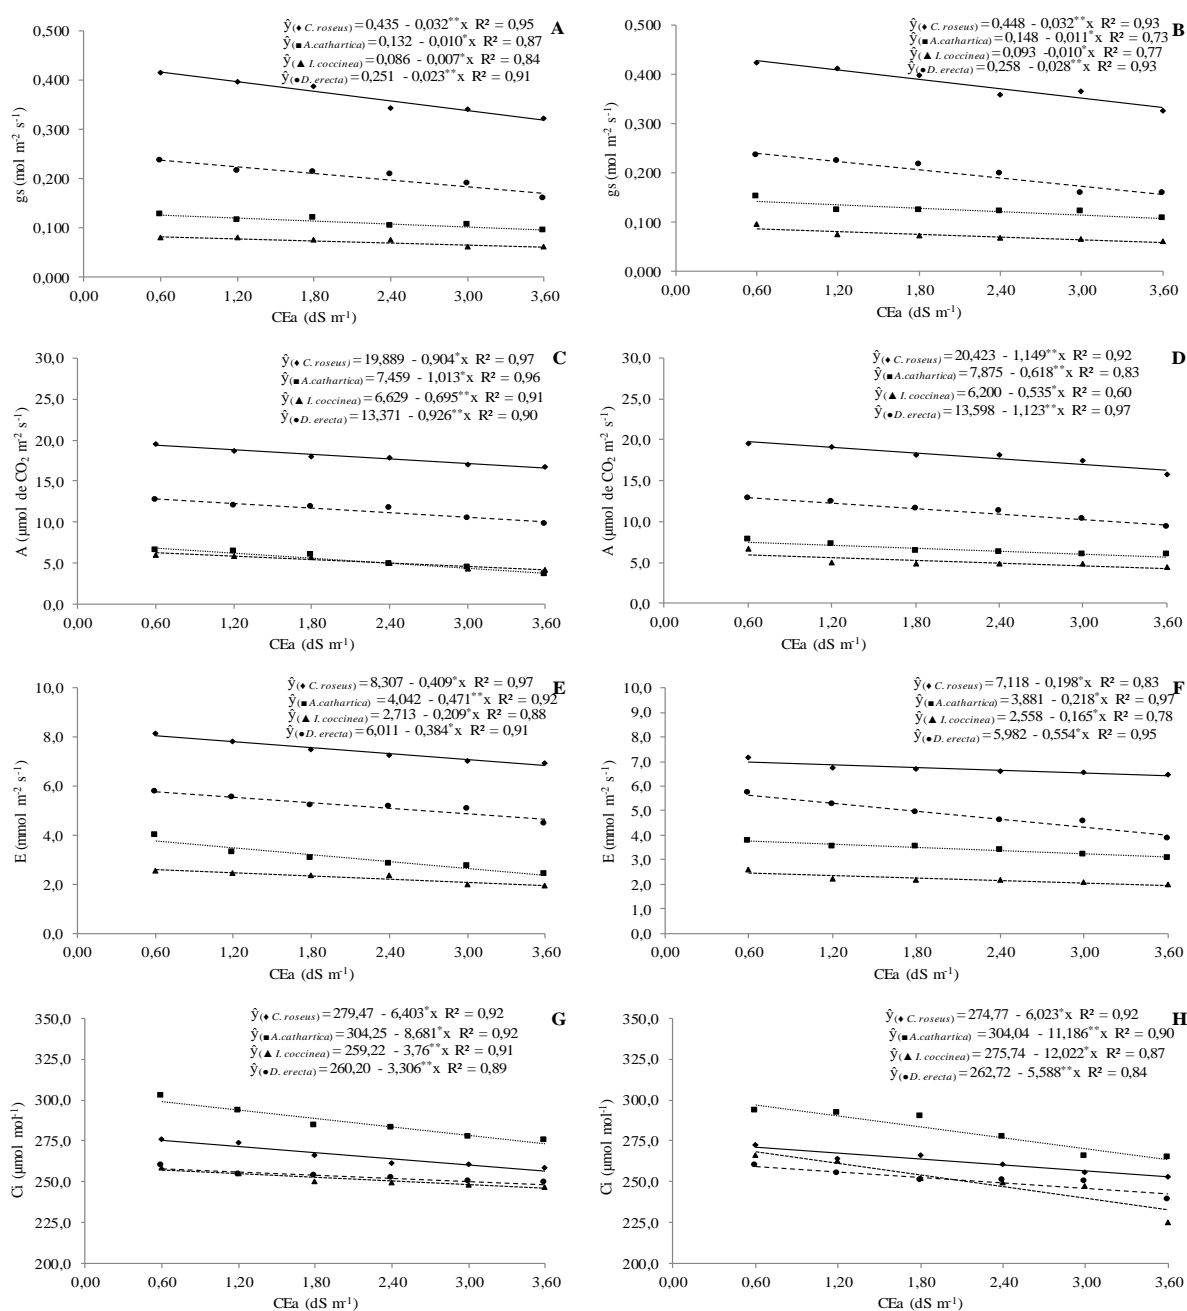 A
ŷ(♦ C. roseus) = 0,435 - 0,032**x R² = 0,95
ŷ(■ A.cathartica) = 0,132 - 0,010*x R² = 0,87
ŷ(▲ I. coccinea) = 0,086 - 0,007*x R² = 0,84
ŷ(●D. erecta) = 0,251 - 0,023**x R² = 0,91
0,500
0,400
0,300
0,200
0,100
0,000
gs (mol m-2 s-1)
0,00 0,60 1,20 1,80 2,40 3,00 3,60
CEa (dS m-1)
B
ŷ(♦ C. roseus) = 0,448 - 0,032**x R² = 0,93
ŷ(■ A.cathartica) = 0,148 - 0,011*x R² = 0,73
ŷ(▲ I. coccinea) = 0,093 -0,010*x R² = 0,77
ŷ(●D. erecta) = 0,258 - 0,028**x R² = 0,93
0,500
0,400
0,300
0,200
0,100
0,000
gs (mol m-2 s-1)
0,00 0,60 1,20 1,80 2,40 3,00 3,60
CEa (dS m-1)
C
ŷ(♦ C. roseus) = 19,889 - 0,904*x R² = 0,97
ŷ(■ A.cathartica) = 7,459 - 1,013*x R² = 0,96
ŷ(▲ I. coccinea) = 6,629 - 0,695**x R² = 0,91
ŷ(●D. erecta) = 13,371 - 0,926**x R² = 0,90
30,0
25,0
20,0
15,0
10,0
5,0
0,0
A (µmol de CO2 m-2 s-1)
0,00 0,60 1,20 1,80 2,40 3,00 3,60
CEa (dS m-1)
D
ŷ(♦ C. roseus) = 20,423 - 1,149**x R² = 0,92
ŷ(■ A.cathartica) = 7,875 - 0,618**x R² = 0,83
ŷ(▲ I. coccinea) = 6,200 - 0,535*x R² = 0,60
ŷ(●D. erecta) = 13,598 - 1,123**x R² = 0,97
30,0
25,0
20,0
15,0
10,0
5,0
0,0
A (µmol de CO2 m-2 s-1)
0,00 0,60 1,20 1,80 2,40 3,00 3,60
CEa (dS m-1)
E
ŷ(♦ C. roseus) = 8,307 - 0,409*x R² = 0,97
ŷ(■ A.cathartica) = 4,042 - 0,471**x R² = 0,92
ŷ(▲ I. coccinea) = 2,713 - 0,209*x R² = 0,88
ŷ(●D. erecta) = 6,011 - 0,384*x R² = 0,91
10,0
8,0
6,0
4,0
2,0
0,0
E (mmol m-2 s-1)
0,00 0,60 1,20 1,80 2,40 3,00 3,60
CEa (dS m-1)
F
ŷ(♦ C. roseus) = 7,118 - 0,198*x R² = 0,83
ŷ(■ A.cathartica) = 3,881 - 0,218*x R² = 0,97
ŷ(▲ I. coccinea) = 2,558 - 0,165*x R² = 0,78
ŷ(●D. erecta) = 5,982 - 0,554*x R² = 0,95
10,0
9,0
8,0
7,0
6,0
5,0
4,0
3,0
2,0
1,0
0,0
E (mmol m-2 s-1)
0,00 0,60 1,20 1,80 2,40 3,00 3,60
CEa (dS m-1)
G
ŷ(♦ C. roseus) = 279,47 - 6,403*x R² = 0,92
ŷ(■ A.cathartica) = 304,25 - 8,681*x R² = 0,92
ŷ(▲ I. coccinea) = 259,22 - 3,76**x R² = 0,91
ŷ(●D. erecta) = 260,20 - 3,306**x R² = 0,89
350,0
325,0
300,0
275,0
250,0
225,0
200,0
Ci (µmol mol-1)
0,00 0,60 1,20 1,80 2,40 3,00 3,60
CEa (dS m-1)
H
ŷ(♦ C. roseus) = 274,77 - 6,023*x R² = 0,92
ŷ(■ A.cathartica) = 304,04 - 11,186**x R² = 0,90
ŷ(▲ I. coccinea) = 275,74 - 12,022*x R² = 0,87
ŷ(●D. erecta) = 262,72 - 5,588**x R² = 0,84
350,0
325,0
300,0
275,0
250,0
225,0
200,0
Ci (µmol mol-1)
0,00 0,60 1,20 1,80 2,40 3,00 3,60
CEa (dS m-1)